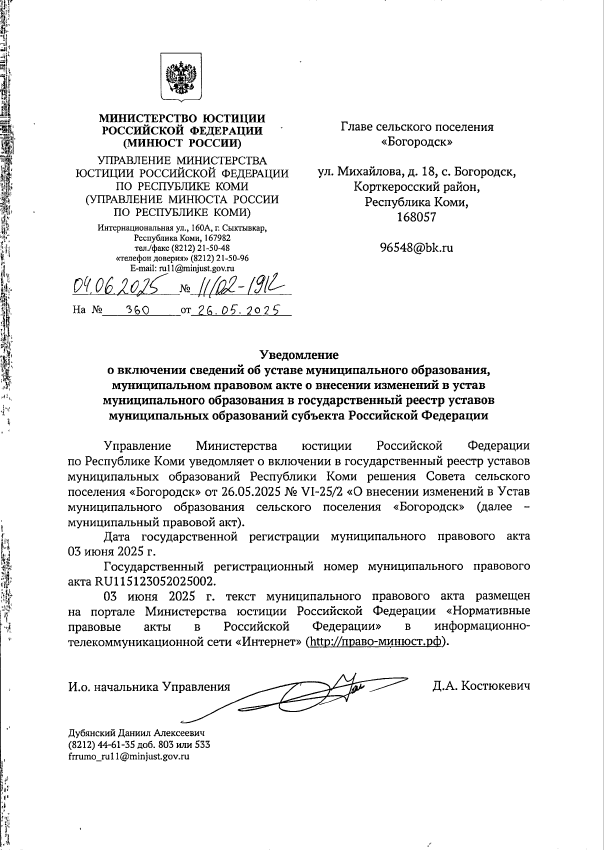 МИНИСТЕРСТВО ЮСТИЦИИ
РОССИЙСКОЙ ФЕДЕРАЦИИ
(МИНЮСТ РОССИИ)
УПРАВЛЕНИЕ МИНИСТЕРСТВА
ЮСТИЦИИ РОССИЙСКОЙ ФЕДЕРАЦИИ
ПО РЕСПУБЛИКЕ КОМИ
(УПРАВЛЕНИЕ МИНЮСТА РОССИИ
ПО РЕСПУБЛИКЕ КОМИ)
Интернациональная ул., 160А, г. Сыктывкар,
Республика Коми, 167982
тел./факс (8212) 21-50-48
«телефон доверия» (8212) 21-50-96
E-mail: ru11@minjust.gov.ru
04.06.2025 № 11/02-1912
На № 360 от 26.05.2025
Главе сельского поселения
«Богородск»
ул. Михайлова, д. 18, с. Богородск,
Корткеросский район,
Республика Коми,
168057
96548@bk.ru
Уведомление
о включении сведений об уставе муниципального образования,
муниципальном правовом акте о внесении изменений в устав
муниципального образования в государственный реестр уставов
муниципальных образований субъекта Российской Федерации
Управление Министерства юстиции Российской Федерации
по Республике Коми уведомляет о включении в государственный реестр уставов
муниципальных образований Республики Коми решения Совета сельского
поселения «Богородск» от 26.05.2025 № VI-25/2 «О внесении изменений в Устав
муниципального образования сельского поселения «Богородск» (далее –
муниципальный правовой акт).
Дата государственной регистрации муниципального правового акта
03 июня 2025 г.
Государственный регистрационный номер муниципального правового
акта RU115123052025002.
03 июня 2025 г. текст муниципального правового акта размещен
на портале Министерства юстиции Российской Федерации «Нормативные
правовые акты в Российской Федерации» в информационно-
телекоммуникационной сети «Интернет» (http://право-минюст.рф).
И.о. начальника Управления Д.А. Костюкевич
Дубянский Даниил Алексеевич
(8212) 44-61-35 доб. 803 или 533
frrumo_ru11@minjust.gov.ru